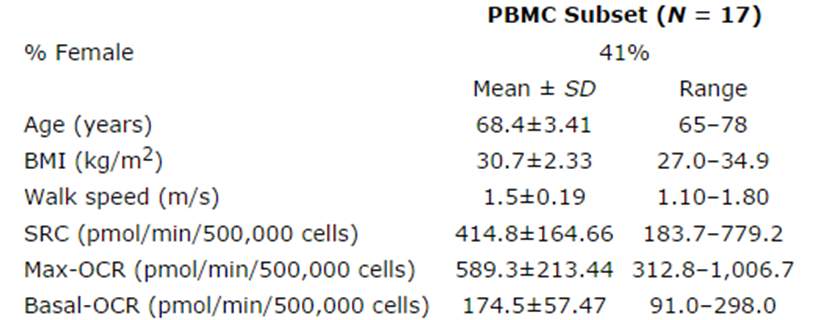 PBMC Subset (N = 17)
% Female 41%
Mean ± SD Range
Age (years) 68.4±3.41 65–78
BMI (kg/m2) 30.7±2.33 27.0–34.9
Walk speed (m/s) 1.5±0.19 1.10–1.80
SRC (pmol/min/500,000 cells) 414.8±164.66 183.7–779.2
Max-OCR (pmol/min/500,000 cells) 589.3±213.44 312.8–1,006.7
Basal-OCR (pmol/min/500,000 cells) 174.5±57.47 91.0–298.0